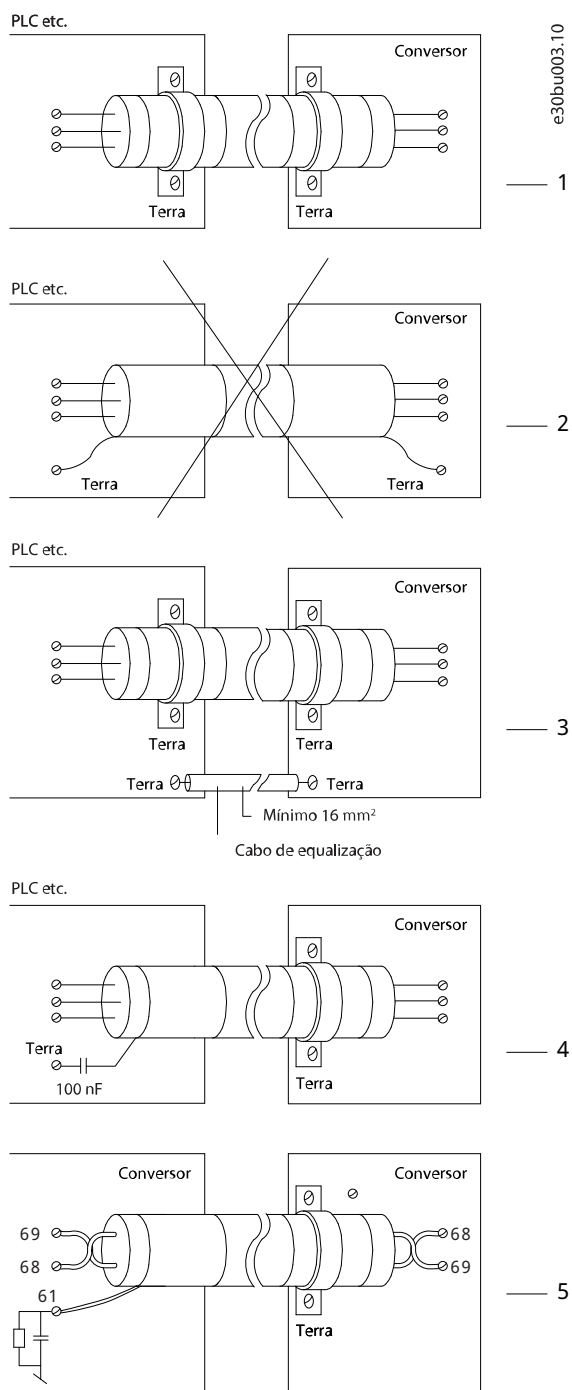 PLC etc.
Conversor
e30bu003.10
Terra
Terra
1
PLC etc.
Conversor
Terra
Terra
2
PLC etc.
Conversor
Terra
Terra
Terra
Terra
3
Mínimo 16 mm²
Cabo de equalização
PLC etc.
Conversor
Terra
100 nF
Terra
4
Conversor
Conversor
69
68
68
69
61
Terra
5